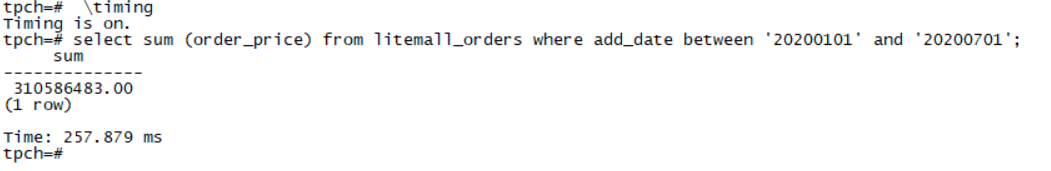 tpch=#  \timing
Timing is on.
tpch=# select sum (order_price) from litemall_orders where add_date between '20200101' and '20200701';
     sum
--------------
 310586483.00
(1 row)
Time: 257.879 ms
tpch=#